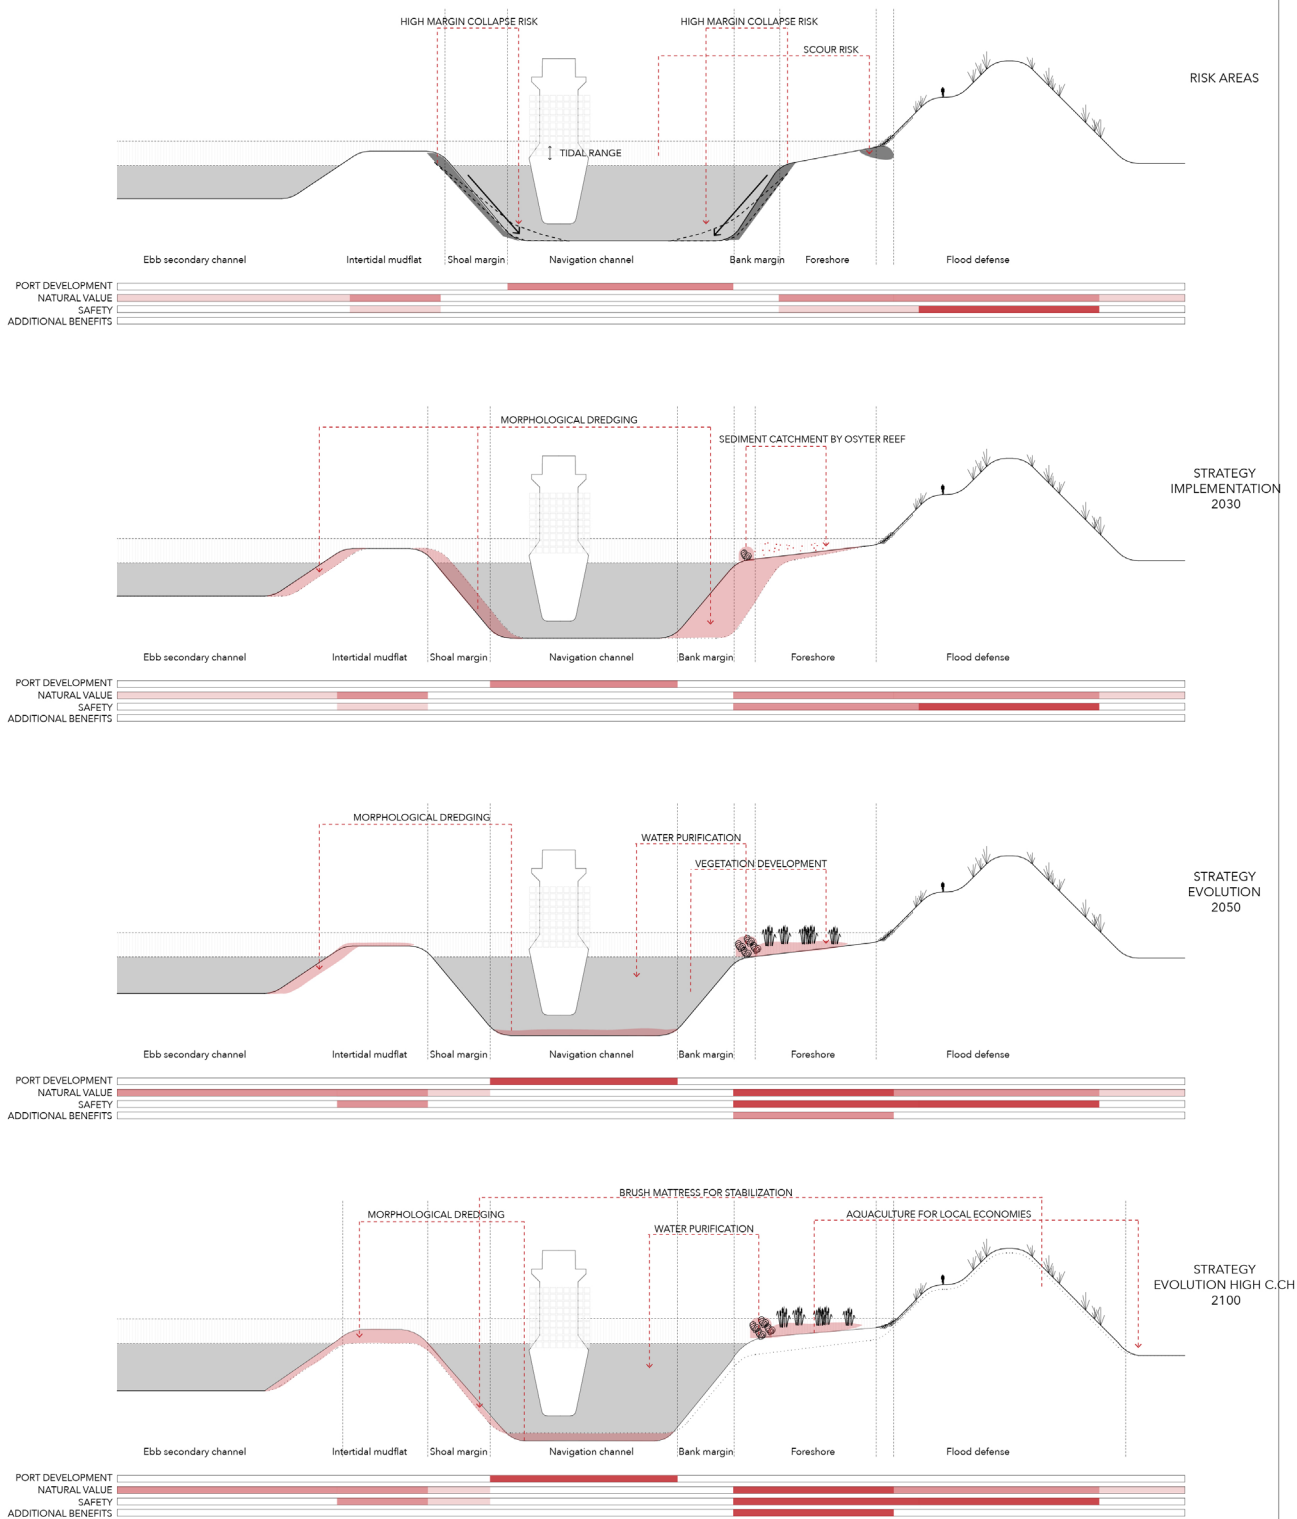 HIGH MARGIN COLLAPSE RISK
HIGH MARGIN COLLAPSE RISK
SCOUR RISK
RISK AREAS
TIDAL RANGE
Ebb secondary channel
Intertidal mudflat
Shoal margin
Navigation channel
Bank margin
Foreshore
Flood defense
PORT DEVELOPMENT
NATURAL VALUE
SAFETY
ADDITIONAL BENEFITS
MORPHOLOGICAL DREDGING
SEDIMENT CATCHMENT BY OSYTER REEF
STRATEGY
IMPLEMENTATION
2030
Ebb secondary channel
Intertidal mudflat
Shoal margin
Navigation channel
Bank margin
Foreshore
Flood defense
PORT DEVELOPMENT
NATURAL VALUE
SAFETY
ADDITIONAL BENEFITS
MORPHOLOGICAL DREDGING
WATER PURIFICATION
VEGETATION DEVELOPMENT
STRATEGY
EVOLUTION
2050
Ebb secondary channel
Intertidal mudflat
Shoal margin
Navigation channel
Bank margin
Foreshore
Flood defense
PORT DEVELOPMENT
NATURAL VALUE
SAFETY
ADDITIONAL BENEFITS
BRUSH MATTRESS FOR STABILIZATION
MORPHOLOGICAL DREDGING
AQUACULTURE FOR LOCAL ECONOMIES
WATER PURIFICATION
STRATEGY
EVOLUTION HIGH C.CH
2100
Ebb secondary channel
Intertidal mudflat
Shoal margin
Navigation channel
Bank margin
Foreshore
Flood defense
PORT DEVELOPMENT
NATURAL VALUE
SAFETY
ADDITIONAL BENEFITS